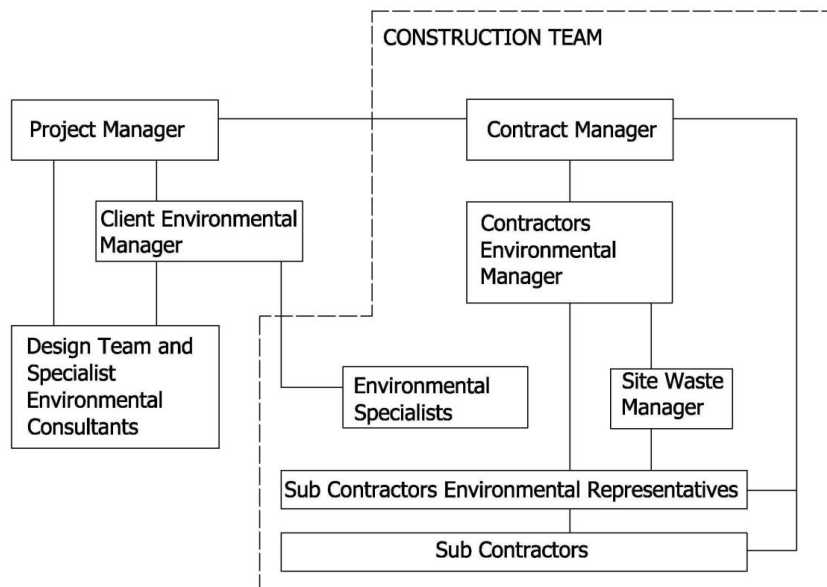 CONSTRUCTION TEAM
Project Manager
Contract Manager
Client Environmental
Manager
Contractors
Environmental
Manager
Design Team and
Specialist
Environmental
Consultants
Environmental
Specialists
Site Waste
Manager
Sub Contractors Environmental Representatives
Sub Contractors